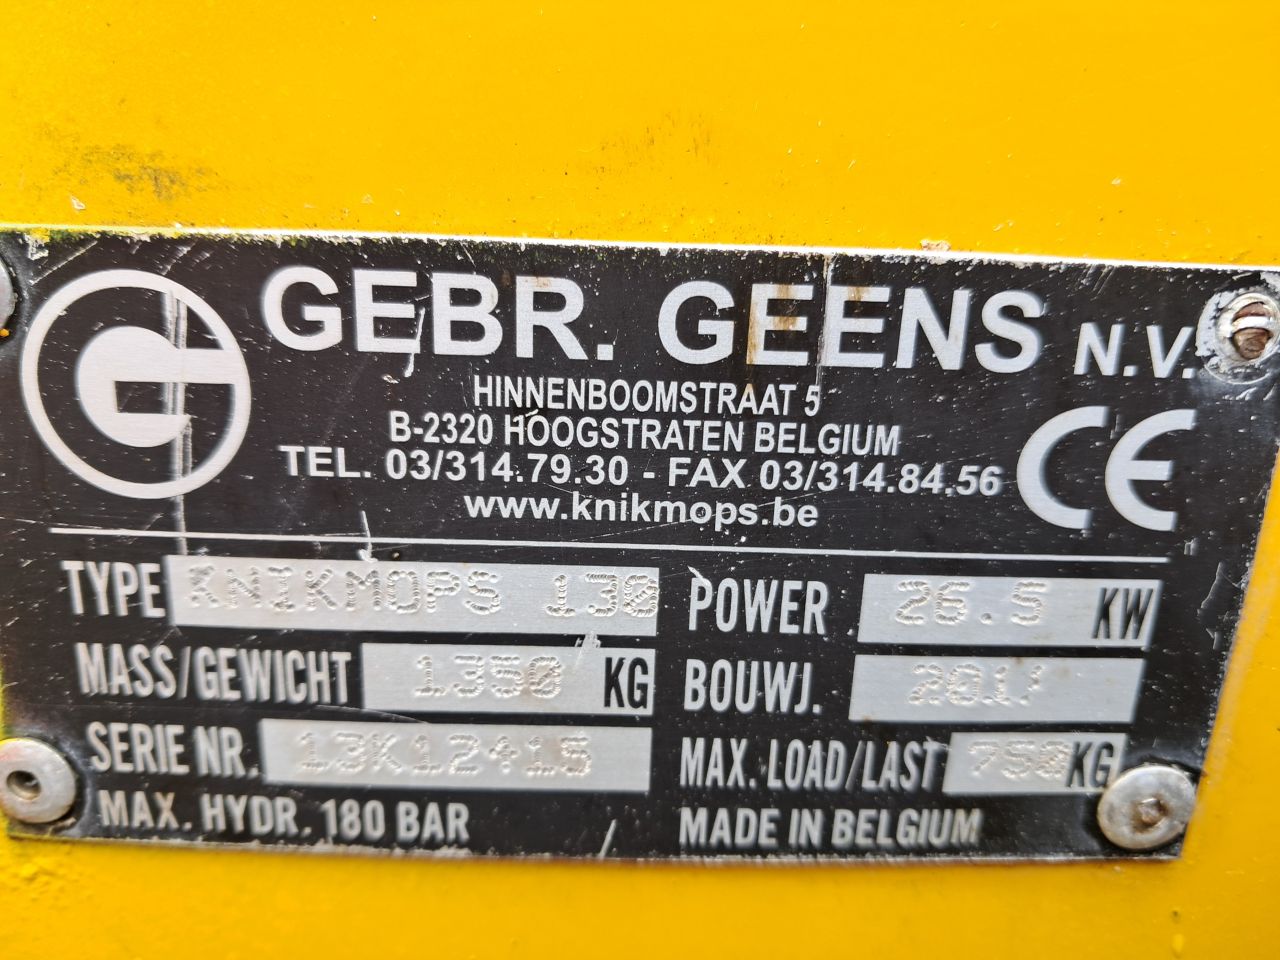 G
GEBR. GEENS N.V.
HINNENBOOMSTRAAT 5
B-2320 HOOGSTRATEN BELGIUM
TEL. 03/314.79.30 - FAX 03/314.84.56
www.knikmops.be
CE
TYPE KNIKMOPS 130 POWER 26.5 KW
MASS/GEWICHT 1350 KG BOUWJ.
SERIE NR. 13K12415 MAX. LOAD/LAST 750 KG
MAX. HYDR. 180 BAR MADE IN BELGIUM